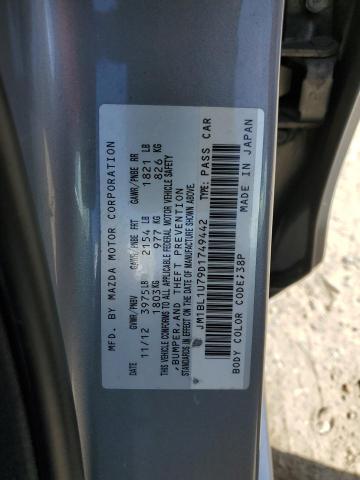 MFD. BY MAZDA MOTOR CORPORATION
DATE GVWR/PNBV GAWR/PNBE FRT GAWR/PNBE RR
11/12 3975LB 2154 LB 1821 LB
1803KG 977 KG 826 KG
THIS VEHICLE CONFORMS TO ALL APPLICABLE FEDERAL MOTOR VEHICLE SAFETY
,BUMPER,AND THEFT PREVENTION
STANDARDS IN EFFECT ON THE DATE OF MANUFACTURE SHOWN ABOVE.
JM1BL1U77D1749442 TYPE: PASS CAR
BODY COLOR CODE/38P MADE IN JAPAN